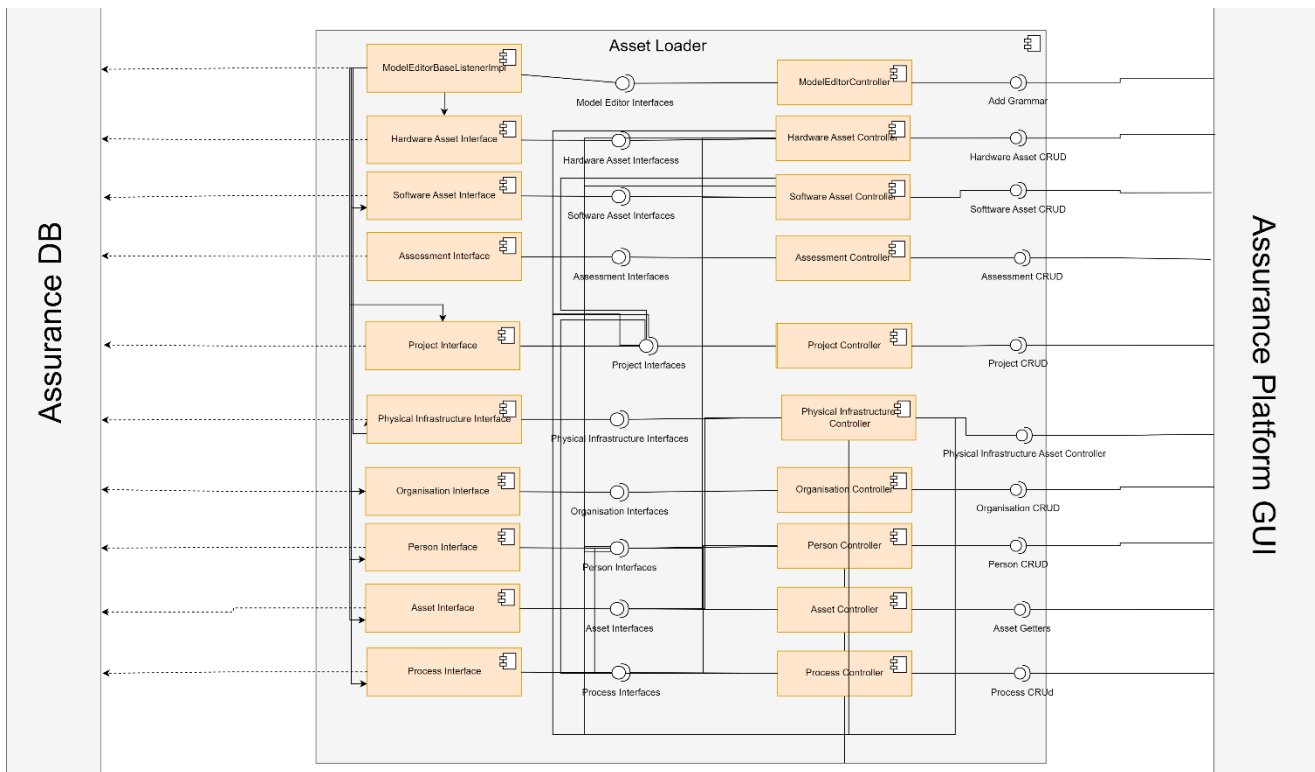 Asset Loader
ModelEditorBaseListenerImpl
ModelEditorController
Model Editor Interfaces
Add Grammar
Hardware Asset Interface
Hardware Asset Controller
Hardware Asset Interfacess
Hardware Asset CRUD
Software Asset Interface
Software Asset Controller
Software Asset Interfaces
Softtware Asset CRUD
Assessment Interface
Assessment Controller
Assessment Interfaces
Assessment CRUD
Assurance DB
Assurance Platform GUI
Project Interface
Project Controller
Project Interfaces
Project CRUD
Physical Infrastructure Interface
Physical Infrastructure
Controller
Physical Infrastructure Interfaces
Physical Infrastructure Asset Controller
Organisation Interface
Organisation Controller
Organisation Interfaces
Organisation CRUD
Person Interface
Person Controller
Person Interfaces
Person CRUD
Asset Interface
Asset Controller
Asset Interfaces
Asset Getters
Process Interface
Process Controller
Process Interfaces
Process CRUd